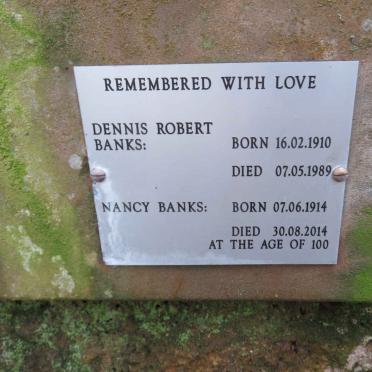 REMEMBERED WITH LOVE
DENNIS ROBERT
BANKS: BORN 16.02.1910
DIED 07.05.1989
NANCY BANKS: BORN 07.06.1914
DIED 30.08.2014
AT THE AGE OF 100